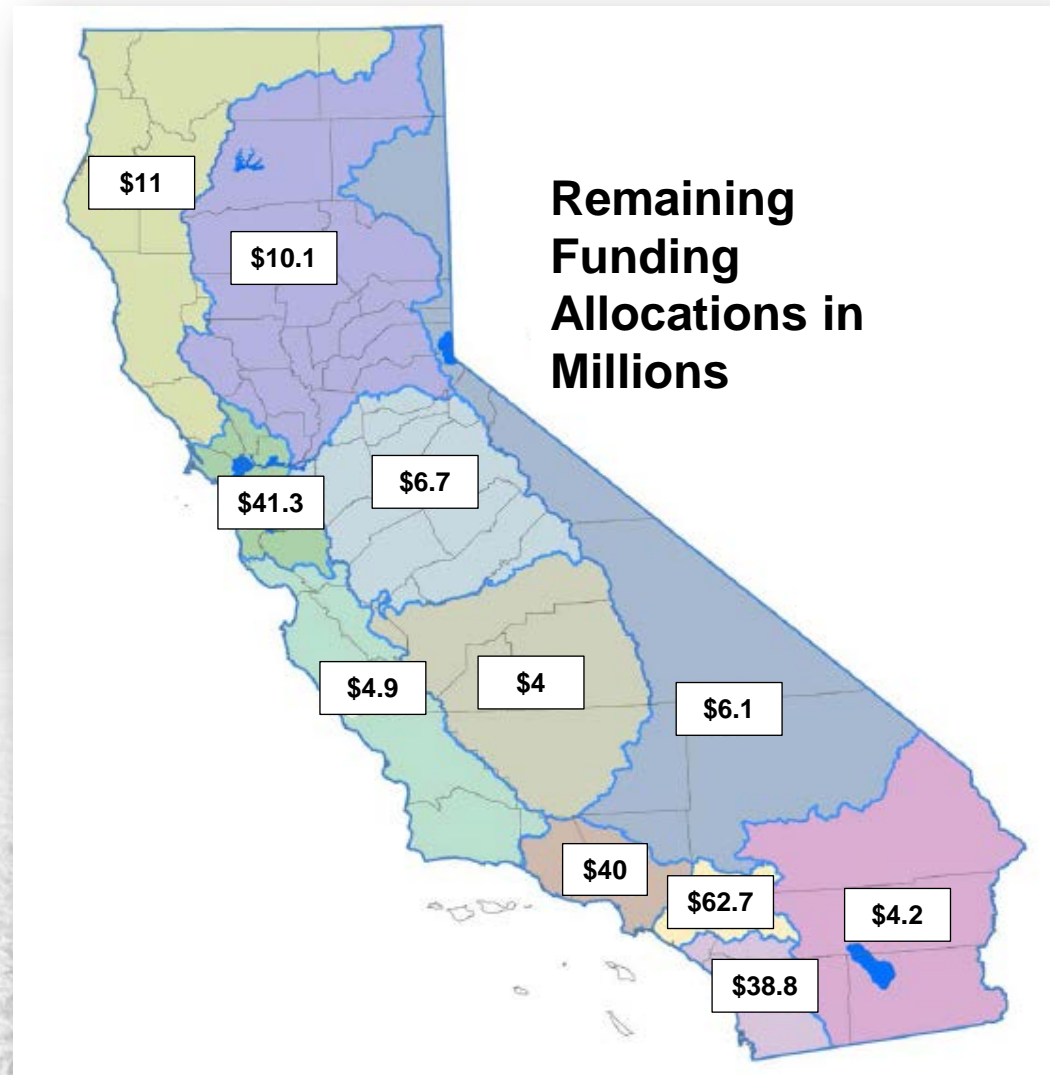 Remaining
Funding
Allocations in
Millions
$11
$10.1
$6.7
$41.3
$4.9
$4
$6.1
$40
$62.7
$4.2
$38.8